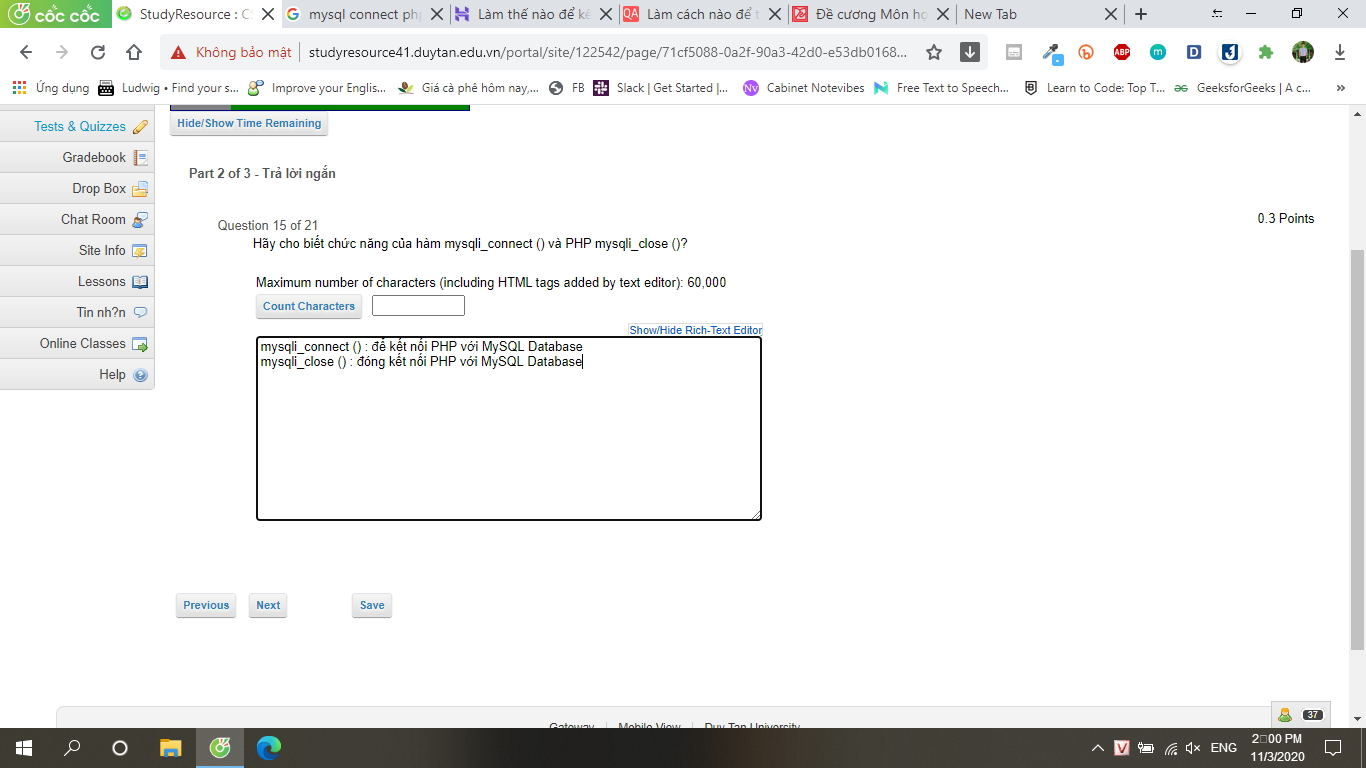 cốc cốc
StudyResource : C
mysql connect ph
Làm thế nào để kế
QA Làm cách nào để t
Đề cương Môn họ
New Tab
Không bảo mật
studyresource41.duytan.edu.vn/portal/site/122542/page/71cf5088-0a2f-90a3-42d0-e53db0168...
ABP
Ứng dụng
Ludwig • Find your s...
Improve your Englis...
Giá cà phê hôm nay,...
FB
Slack | Get Started |...
Nv Cabinet Notevibes
Free Text to Speech...
Learn to Code: Top T...
GeeksforGeeks | A c...
»
Tests & Quizzes
Gradebook
Drop Box
Chat Room
Site Info
Lessons
Tin nh?n
Online Classes
Help
Hide/Show Time Remaining
Part 2 of 3 - Trả lời ngắn
Question 15 of 21
0.3 Points
Hãy cho biết chức năng của hàm mysqli_connect () và PHP mysqli_close ()?
Maximum number of characters (including HTML tags added by text editor): 60,000
Count Characters
Show/Hide Rich-Text Editor
mysqli_connect () : để kết nối PHP với MySQL Database
mysqli_close () : đóng kết nối PHP với MySQL Database
Previous
Next
Save
Gateway | Mobile View | Duy Tan University
37
V
ENG
2□00 PM
11/3/2020